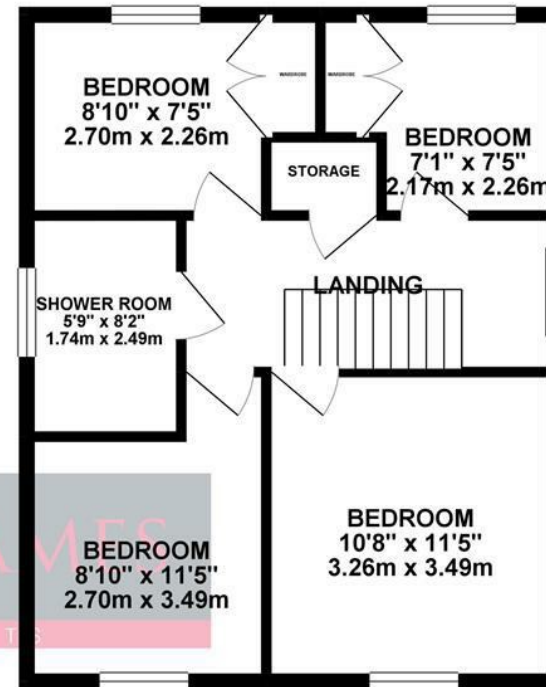 BEDROOM
8'10" x 7'5"
2.70m x 2.26m
WARDROBE
WARDROBE
BEDROOM
7'1" x 7'5"
2.17m x 2.26m
STORAGE
LANDING
SHOWER ROOM
5'9" x 8'2"
1.74m x 2.49m
BEDROOM
8'10" x 11'5"
2.70m x 3.49m
BEDROOM
10'8" x 11'5"
3.26m x 3.49m